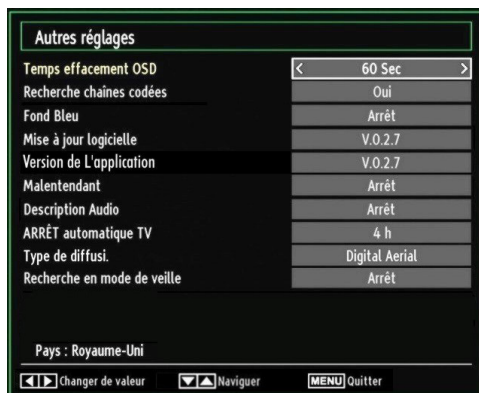 Autres réglages
Temps effacement OSD < 60 Sec >
Recherche chaînes codées Oui
Fond Bleu Arrêt
Mise à jour logicielle V.0.2.7
Version de L'application V.0.2.7
Malentendant Arrêt
Description Audio Arrêt
ARRÊT automatique TV 4 h
Type de diffusi. Digital Aerial
Recherche en mode de veille Arrêt
Pays : Royaume-Uni
Changer de valeur Naviguer MENU Quitter